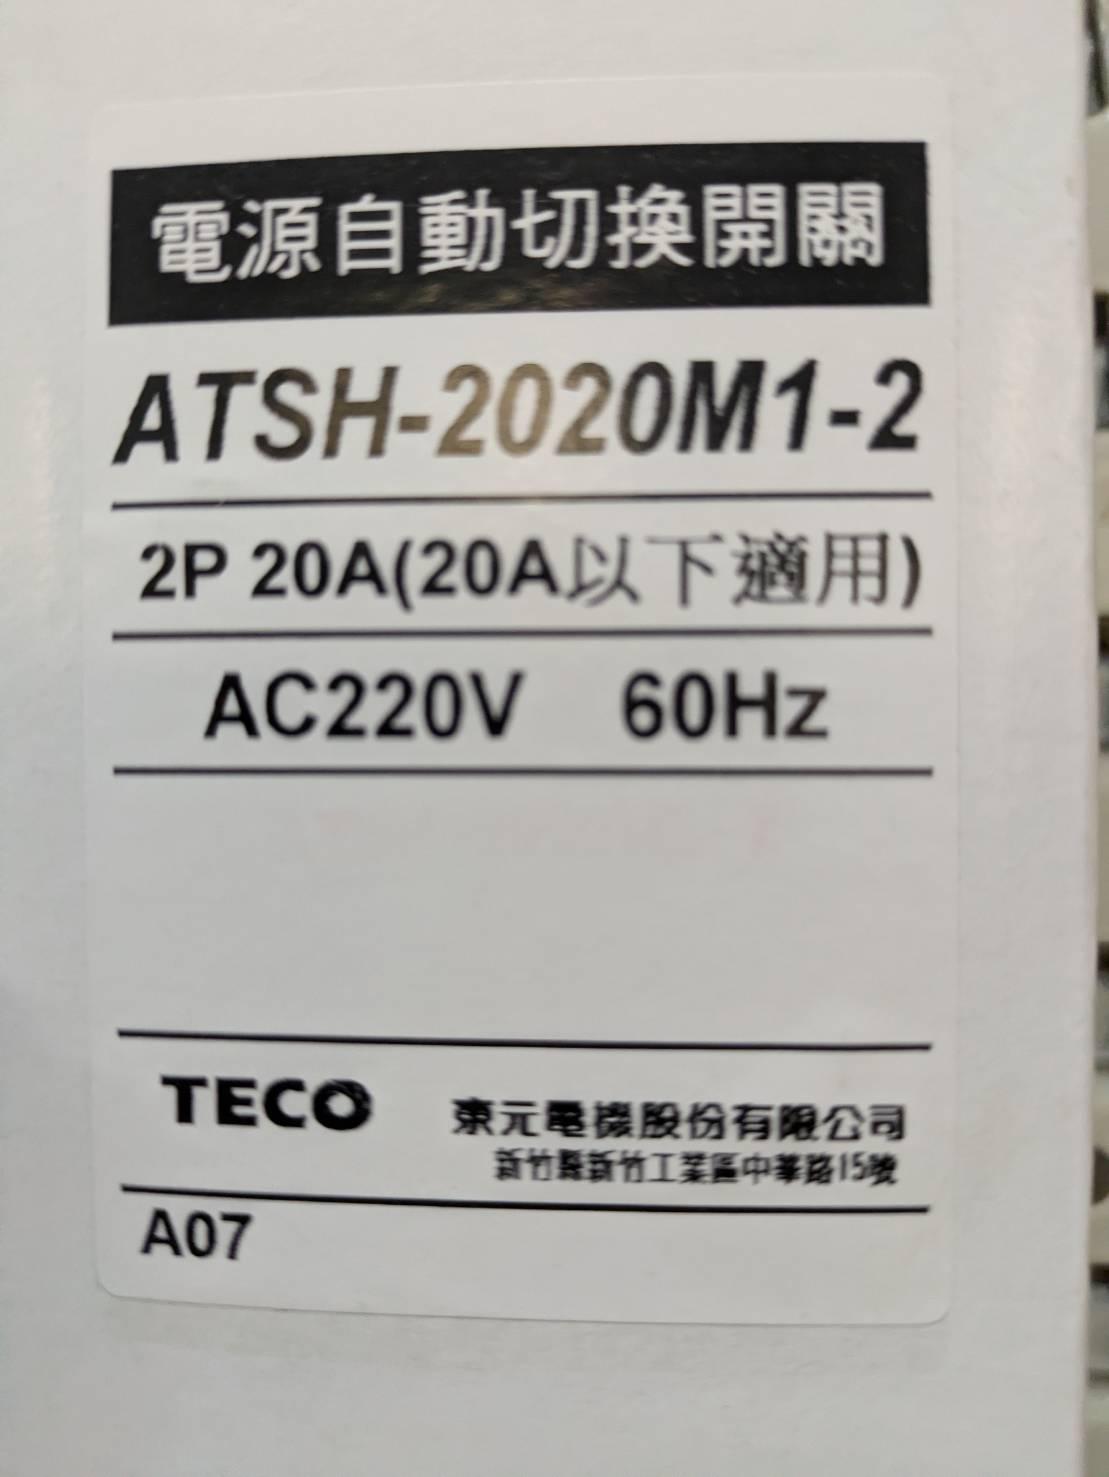 電源自動切換開關
ATSH-2020M1-2
2P 20A(20A以下適用)
AC220V 60Hz
TECO 東元電機股份有限公司
新竹縣新竹工業區中華路15號
A07